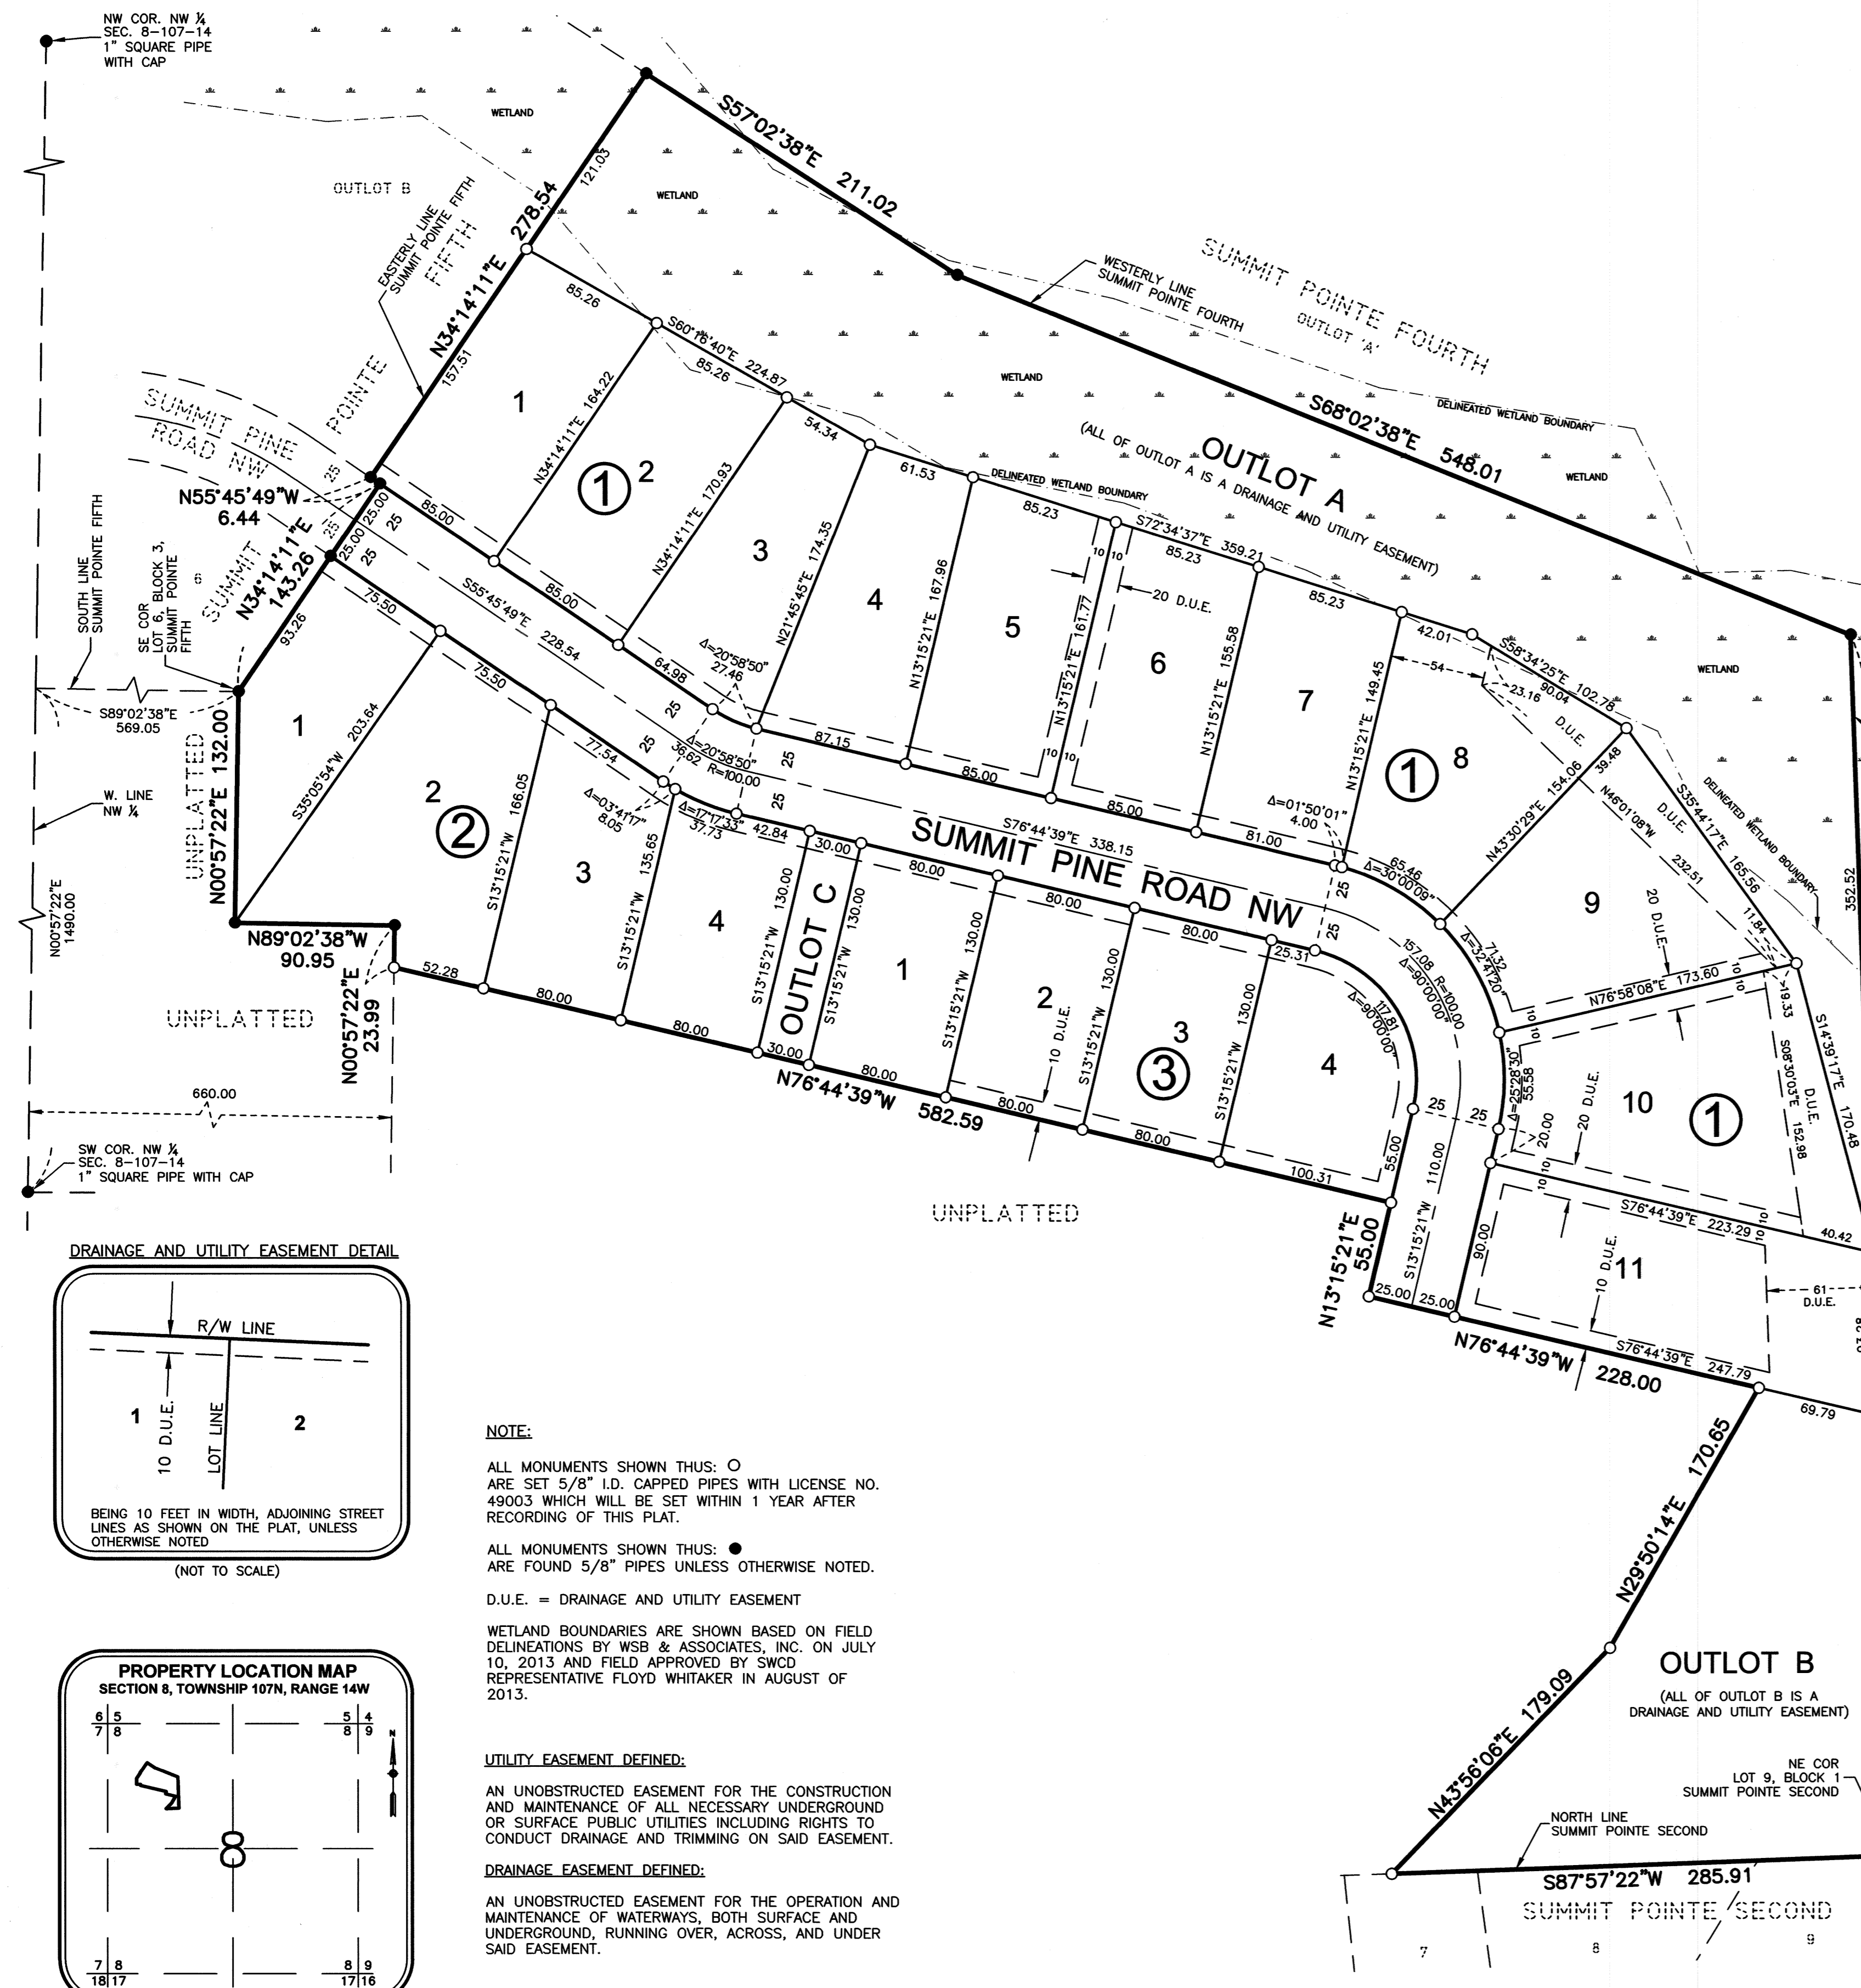 NW COR. NW ¼
SEC. 8-107-14
1" SQUARE PIPE
WITH CAP
WETLAND
OUTLOT B
EASTERLY LINE
SUMMIT POINTE FIFTH
SUMMIT POINTE FIFTH
N34°14'11"E 278.54
121.03
157.51
S57°02'38"E 211.02
WETLAND
SUMMIT POINTE FOURTH
OUTLOT 'A'
WESTERLY LINE
SUMMIT POINTE FOURTH
WETLAND
S68°02'38"E 548.01
DELINEATED WETLAND BOUNDARY
WETLAND
WETLAND
OUTLOT A
(ALL OF OUTLOT A IS A DRAINAGE AND UTILITY EASEMENT)
DELINEATED WETLAND BOUNDARY
85.26
S60°16'40"E 224.87
85.26
54.34
61.53
85.23
S72°34'37"E 359.21
85.23
85.23
42.01
S58°34'25"E 102.78
90.04
23.16
D.U.E.
SUMMIT PINE
ROAD NW
25
25
N55°45'49"W
6.44
25.00
25.00
25
25
N34°14'11"E
143.26
93.26
SOUTH LINE
SUMMIT POINTE FIFTH
SE COR
LOT 6, BLOCK 3,
SUMMIT POINTE
FIFTH
6
S89°02'38"E
569.05
W. LINE
NW ¼
N00°57'22"E
1490.00
UNPLATTED
N00°57'22"E 132.00
N89°02'38"W
90.95
N00°57'22"E
23.99
UNPLATTED
660.00
SW COR. NW ¼
SEC. 8-107-14
1" SQUARE PIPE WITH CAP
1
N34°14'11"E 164.22
1
2
N34°14'11"E 170.93
3
N21°45'45"E 174.35
4
N13°15'21"E 167.96
5
N13°15'21"E 161.77
10 10
10 10
20 D.U.E.
6
N13°15'21"E 155.58
7
N13°15'21"E 149.45
54
1
8
N43°30'29"E 154.06
39.48
N46°01'08"W 232.51
D.U.E.
S35°44'17"E 165.56
11.84
DELINEATED WETLAND BOUNDARY
352.52
9
20 D.U.E.
N76°58'08"E 173.60
10
10
10
10
19.33
S08°30'03"E 152.98
D.U.E.
S14°39'17"E 170.48
10
1
20 D.U.E.
10
10
S76°44'39"E 223.29
10
10
40.42
11
10 D.U.E.
61
D.U.E.
93.28
S76°44'39"E 247.79
69.79
85.00
85.00
64.98
Δ=20°58'50"
27.46
87.15
85.00
85.00
81.00
Δ=01°50'01"
4.00
65.46
Δ=30°00'09"
71.32
Δ=32°41'20"
Δ=25°28'30"
55.58
20.00
90.00
S55°45'49"E 228.54
25
25
Δ=20°58'50"
36.62 R=100.00
25
25
S76°44'39"E 338.15
SUMMIT PINE ROAD NW
25
25
157.08 R=100.00
Δ=90°00'00"
25
25
S13°15'21"W 110.00
75.50
75.50
77.54
Δ=03°41'17"
8.05
Δ=17°17'33"
37.73
42.84
30.00
80.00
80.00
80.00
25.31
117.81
Δ=90°00'00"
55.00
1
S35°05'54"W 203.64
2
2
S13°15'21"W 166.05
3
S13°15'21"W 135.65
4
S13°15'21"W 130.00
OUTLOT C
S13°15'21"W 130.00
1
S13°15'21"W 130.00
2
10 D.U.E.
S13°15'21"W 130.00
3
3
S13°15'21"W 130.00
4
52.28
80.00
80.00
30.00
80.00
80.00
80.00
100.31
N76°44'39"W 582.59
UNPLATTED
N13°15'21"E
55.00
25.00
25.00
N76°44'39"W 228.00
N29°50'14"E 170.65
N43°56'06"E 179.09
OUTLOT B
(ALL OF OUTLOT B IS A
DRAINAGE AND UTILITY EASEMENT)
NE COR
LOT 9, BLOCK 1
SUMMIT POINTE SECOND
NORTH LINE
SUMMIT POINTE SECOND
S87°57'22"W 285.91
SUMMIT POINTE SECOND
7
8
9
DRAINAGE AND UTILITY EASEMENT DETAIL
R/W LINE
1
10 D.U.E.
LOT LINE
2
BEING 10 FEET IN WIDTH, ADJOINING STREET
LINES AS SHOWN ON THE PLAT, UNLESS
OTHERWISE NOTED
(NOT TO SCALE)
NOTE:
ALL MONUMENTS SHOWN THUS:
ARE SET 5/8" I.D. CAPPED PIPES WITH LICENSE NO.
49003 WHICH WILL BE SET WITHIN 1 YEAR AFTER
RECORDING OF THIS PLAT.
ALL MONUMENTS SHOWN THUS:
ARE FOUND 5/8" PIPES UNLESS OTHERWISE NOTED.
D.U.E. = DRAINAGE AND UTILITY EASEMENT
WETLAND BOUNDARIES ARE SHOWN BASED ON FIELD
DELINEATIONS BY WSB & ASSOCIATES, INC. ON JULY
10, 2013 AND FIELD APPROVED BY SWCD
REPRESENTATIVE FLOYD WHITAKER IN AUGUST OF
2013.
UTILITY EASEMENT DEFINED:
AN UNOBSTRUCTED EASEMENT FOR THE CONSTRUCTION
AND MAINTENANCE OF ALL NECESSARY UNDERGROUND
OR SURFACE PUBLIC UTILITIES INCLUDING RIGHTS TO
CONDUCT DRAINAGE AND TRIMMING ON SAID EASEMENT.
DRAINAGE EASEMENT DEFINED:
AN UNOBSTRUCTED EASEMENT FOR THE OPERATION AND
MAINTENANCE OF WATERWAYS, BOTH SURFACE AND
UNDERGROUND, RUNNING OVER, ACROSS, AND UNDER
SAID EASEMENT.
PROPERTY LOCATION MAP
SECTION 8, TOWNSHIP 107N, RANGE 14W
6 5
7 8
5 4
8 9
N
8
7 8
18 17
8 9
17 16